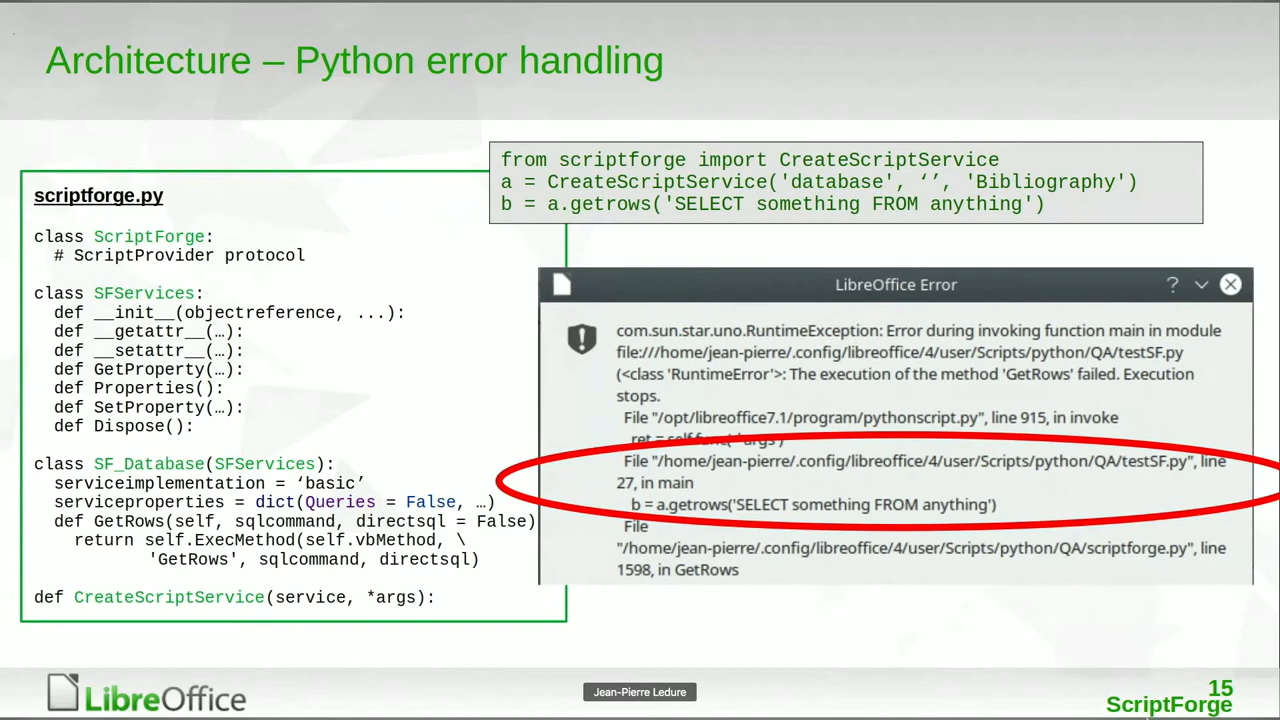 Architecture – Python error handling
from scriptforge import CreateScriptService
a = CreateScriptService('database', ‘’, 'Bibliography')
b = a.getrows('SELECT something FROM anything')
scriptforge.py
class ScriptForge:
# ScriptProvider protocol
class SFServices:
def __init__(objectreference, ...):
def __getattr__(…):
def __setattr__(…):
def GetProperty(…):
def Properties():
def SetProperty(…):
def Dispose():
class SF_Database(SFServices):
serviceimplementation = ‘basic’
serviceproperties = dict(Queries = False, …)
def GetRows(self, sqlcommand, directsql = False)
return self.ExecMethod(self.vbMethod, \
'GetRows', sqlcommand, directsql)
def CreateScriptService(service, *args):
LibreOffice Error
com.sun.star.uno.RuntimeException: Error during invoking function main in module
file:///home/jean-pierre/.config/libreoffice/4/user/Scripts/python/QA/testSF.py
(<class 'RuntimeError'>: The execution of the method 'GetRows' failed. Execution
stops.
File "/opt/libreoffice7.1/program/pythonscript.py", line 915, in invoke
ret = self.func(*args )
File "/home/jean-pierre/.config/libreoffice/4/user/Scripts/python/QA/testSF.py", line
27, in main
b = a.getrows('SELECT something FROM anything')
File
"/home/jean-pierre/.config/libreoffice/4/user/Scripts/python/QA/scriptforge.py", line
1598, in GetRows
LibreOffice
Jean-Pierre Ledure
15
ScriptForge